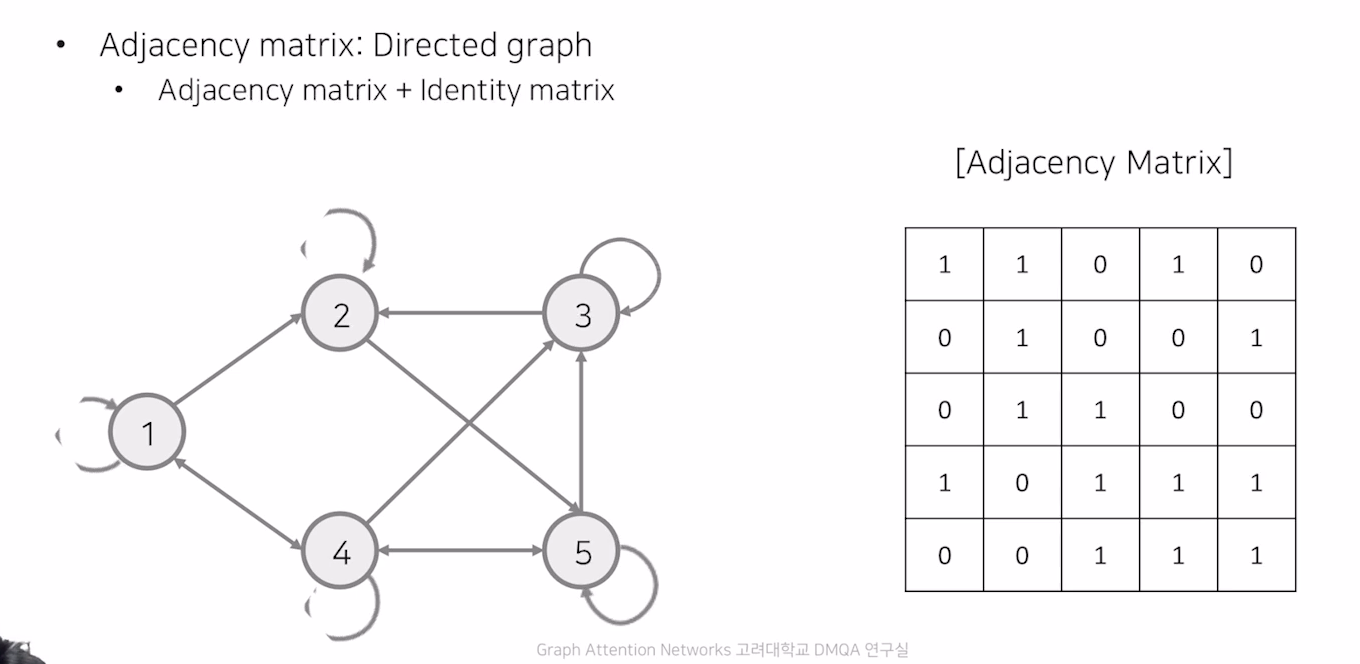 • Adjacency matrix: Directed graph
• Adjacency matrix + Identity matrix
[Adjacency Matrix]
1 1 0 1 0
0 1 0 0 1
0 1 1 0 0
1 0 1 1 1
0 0 1 1 1
2
3
1
4
5
Graph Attention Networks 고려대학교 DMQA 연구실